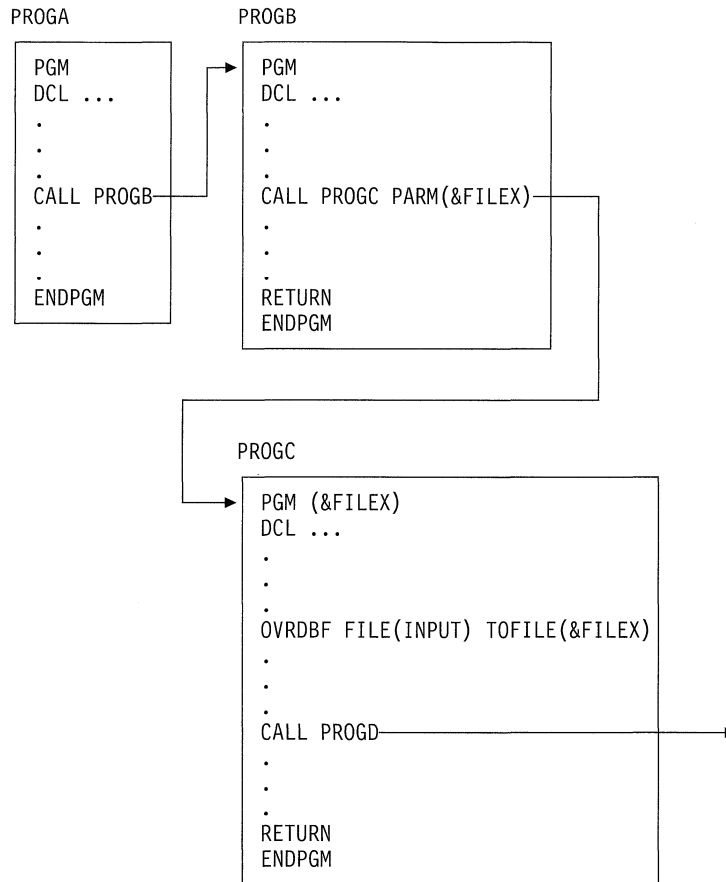 PROGA
PGM
DCL ...
.
.
.
CALL PROGB
.
.
.
ENDPGM
PROGB
PGM
DCL ...
.
.
.
CALL PROGC PARM(&FILEX)
.
.
.
RETURN
ENDPGM
PROGC
PGM (&FILEX)
DCL ...
.
.
.
OVRDBF FILE(INPUT) TOFILE(&FILEX)
.
.
.
CALL PROGD
.
.
.
RETURN
ENDPGM